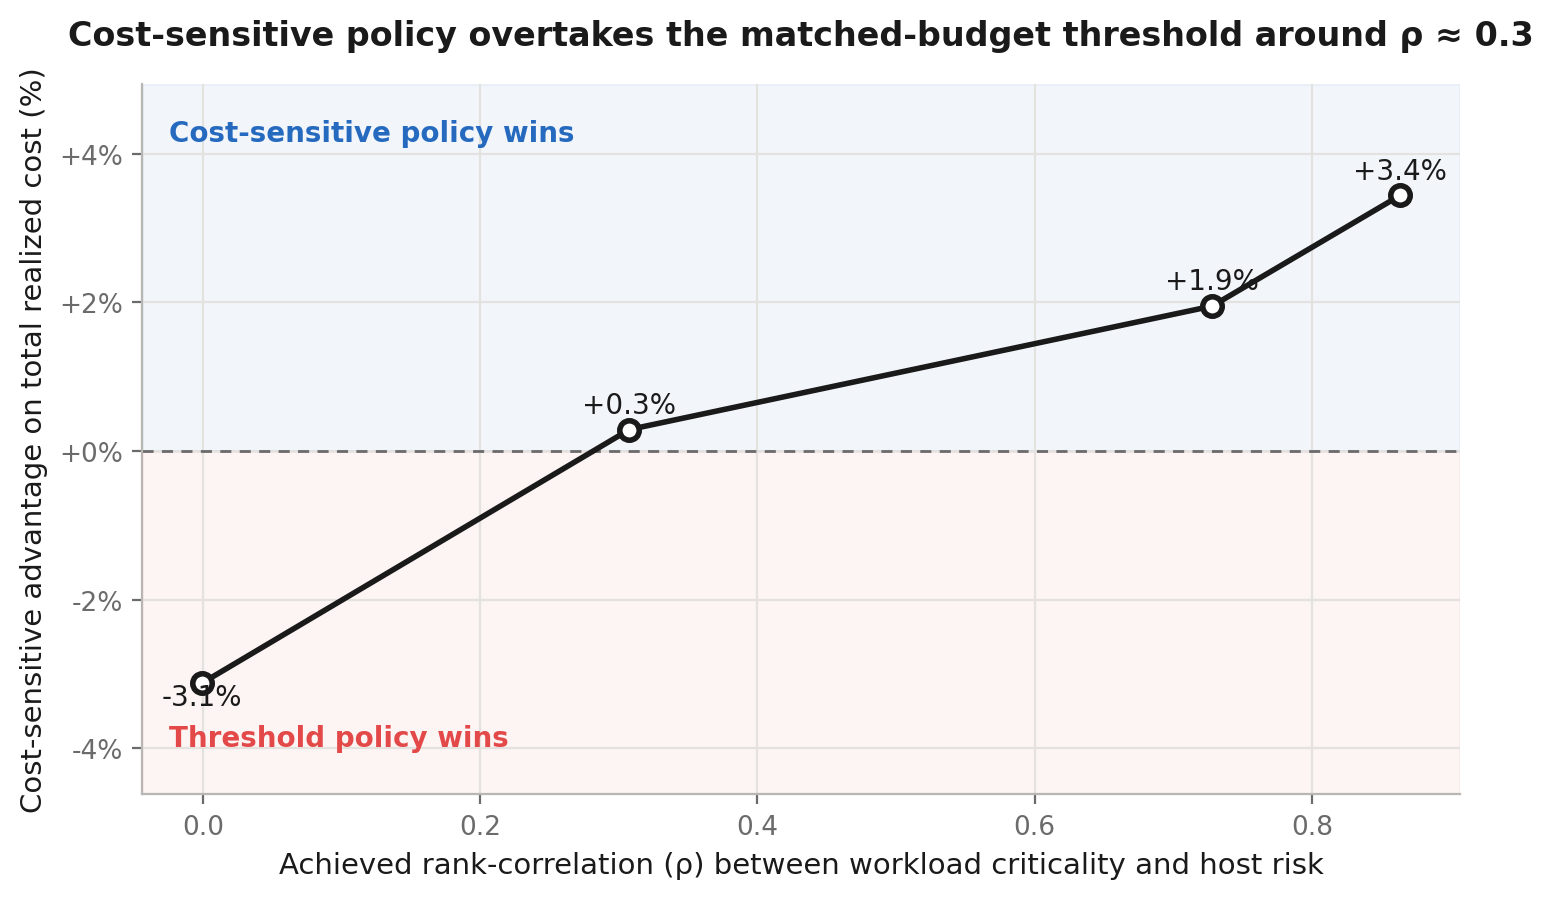 Cost-sensitive policy overtakes the matched-budget threshold around ρ ≈ 0.3
Cost-sensitive advantage on total realized cost (%)
Cost-sensitive policy wins
+4%
+2%
+0%
-2%
-4%
+3.4%
+1.9%
+0.3%
-3.1%
Threshold policy wins
0.0
0.2
0.4
0.6
0.8
Achieved rank-correlation (ρ) between workload criticality and host risk